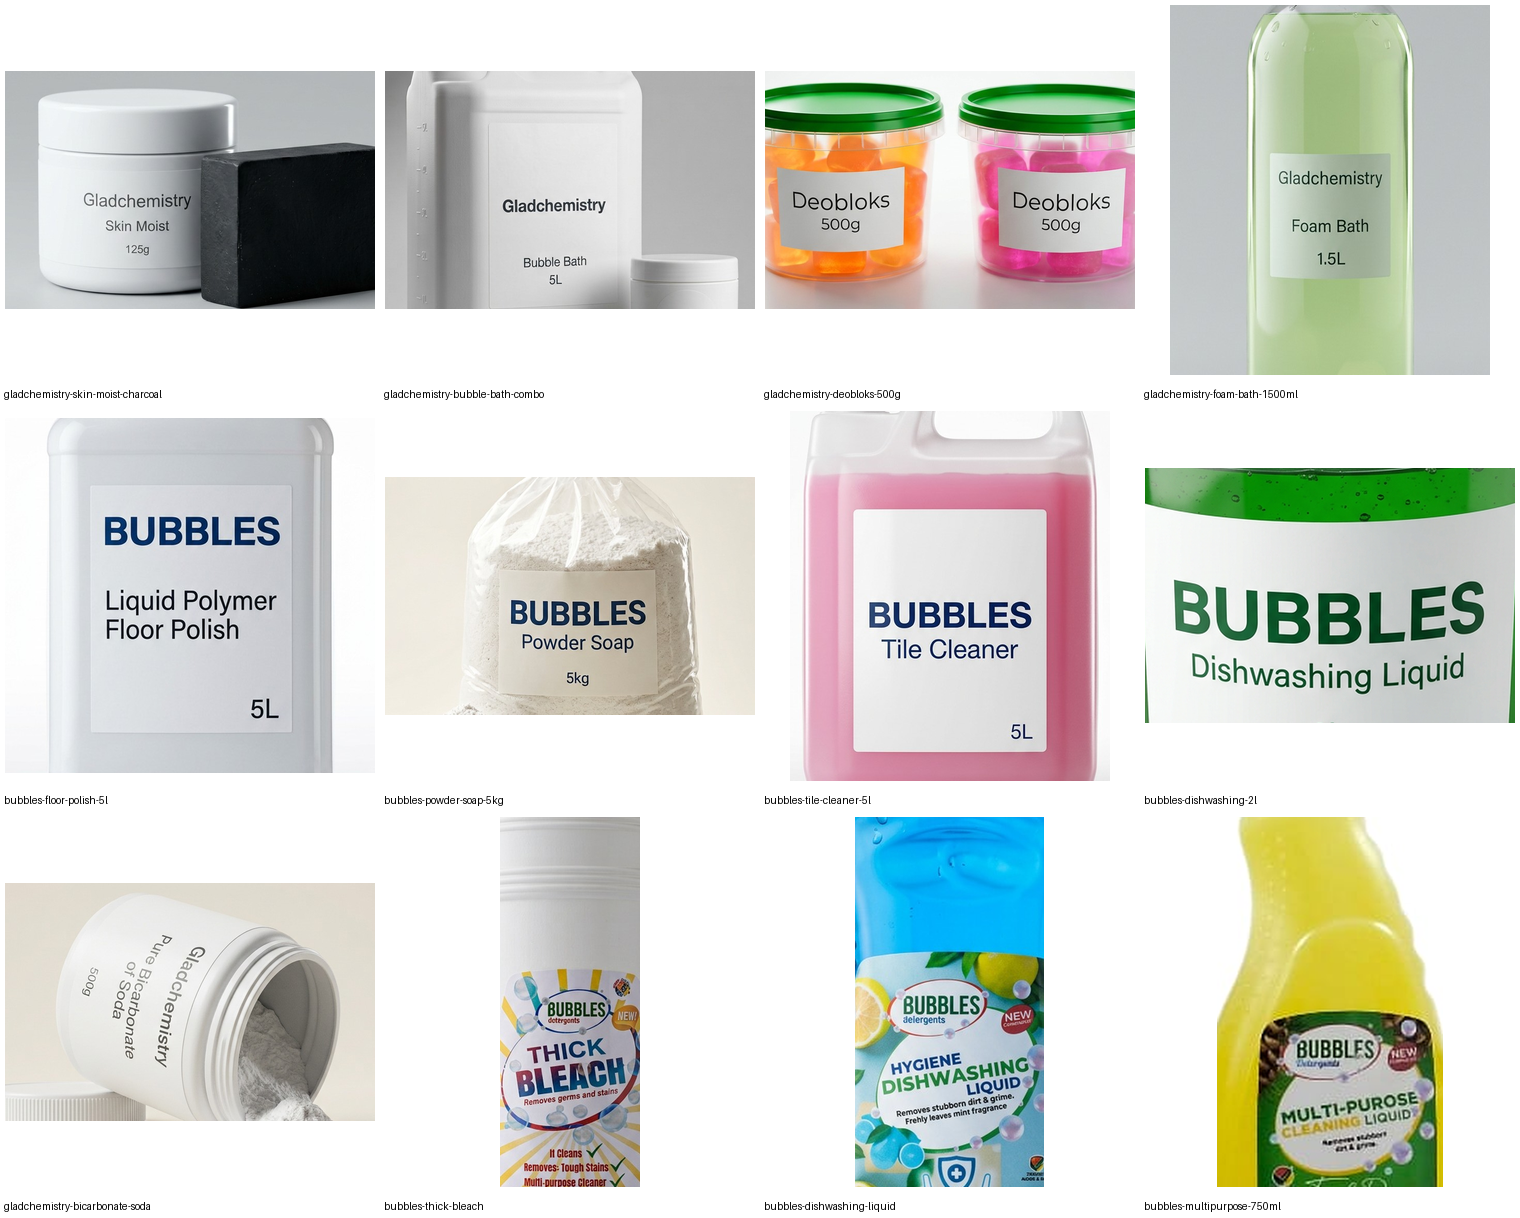 Gladchemistry
Skin Moist
125g
gladchemistry-skin-moist-charcoal
Gladchemistry
Bubble Bath
5L
gladchemistry-bubble-bath-combo
Deobloks
500g
Deobloks
500g
gladchemistry-deobloks-500g
Gladchemistry
Foam Bath
1.5L
gladchemistry-foam-bath-1500ml
BUBBLES
Liquid Polymer
Floor Polish
5L
bubbles-floor-polish-5l
BUBBLES
Powder Soap
5kg
bubbles-powder-soap-5kg
BUBBLES
Tile Cleaner
5L
bubbles-tile-cleaner-5l
BUBBLES
Dishwashing Liquid
bubbles-dishwashing-2l
Gladchemistry
Pure Bicarbonate
of Soda
500g
gladchemistry-bicarbonate-soda
BUBBLES
detergents
NEW!
THICK
BLEACH
Removes germs and stains
It Cleans
Removes: Tough Stains
Multi-purpose Cleaner
bubbles-thick-bleach
BUBBLES
detergents
NEW
HYGIENE
DISHWASHING
LIQUID
Removes stubborn dirt & grime.
Frehly leaves mint fragrance
bubbles-dishwashing-liquid
BUBBLES
Detergents
NEW
MULTI-PURPOSE
CLEANING LIQUID
Removes stubborn
dirt & grime.
bubbles-multipurpose-750ml